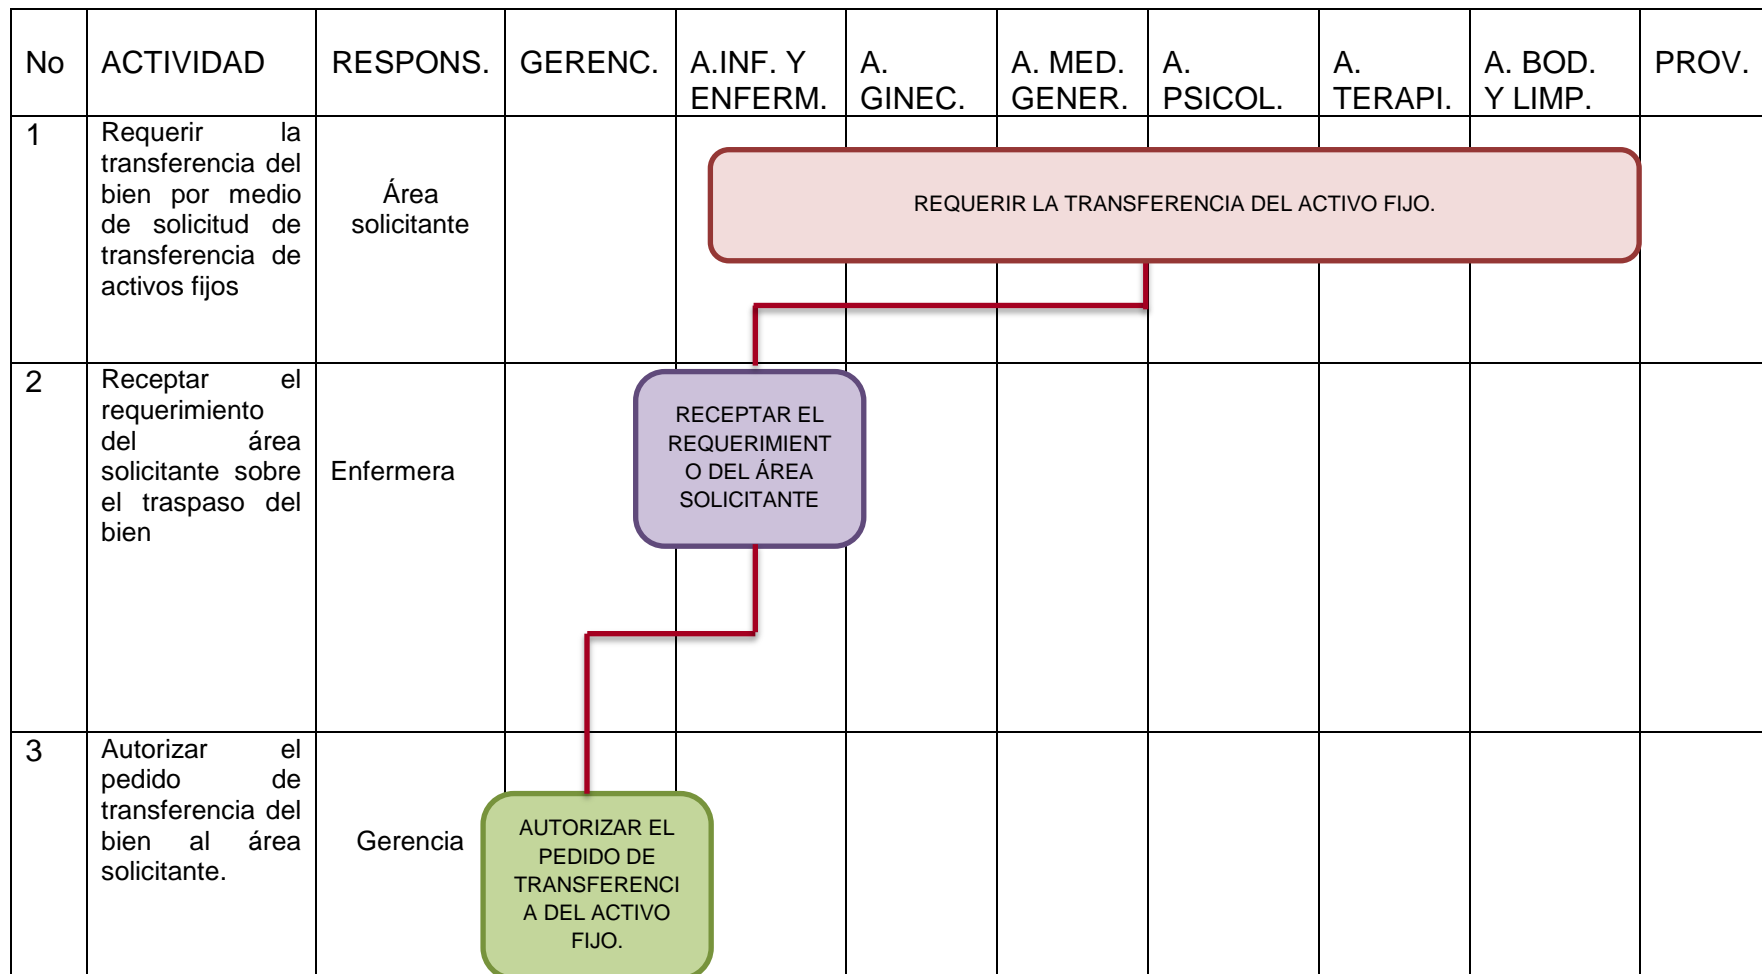 No ACTIVIDAD RESPONS. GERENC. A.INF. Y ENFERM. A. GINEC. A. MED. GENER. A. PSICOL. A. TERAPI. A. BOD. Y LIMP. PROV.
1
Requerir la
transferencia del
bien por medio
de solicitud de
transferencia de
activos fijos
Área
solicitante
REQUERIR LA TRANSFERENCIA DEL ACTIVO FIJO.
2
Receptar el
requerimiento
del área
solicitante sobre
el traspaso del
bien
Enfermera
RECEPTAR EL
REQUERIMIENT
O DEL ÁREA
SOLICITANTE
3
Autorizar el
pedido de
transferencia del
bien al área
solicitante.
Gerencia
AUTORIZAR EL
PEDIDO DE
TRANSFERENCI
A DEL ACTIVO
FIJO.